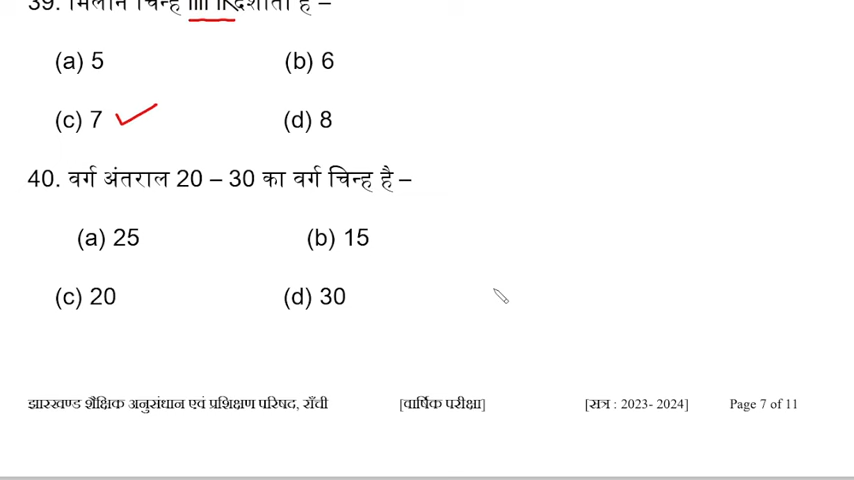 39. मिलान चिन्ह दर्शाता है –
(a) 5 (b) 6
(c) 7 (d) 8
40. वर्ग अंतराल 20 – 30 का वर्ग चिन्ह है –
(a) 25 (b) 15
(c) 20 (d) 30
झारखण्ड शैक्षिक अनुसंधान एवं प्रशिक्षण परिषद, राँची [वार्षिक परीक्षा] [सत्र : 2023- 2024] Page 7 of 11